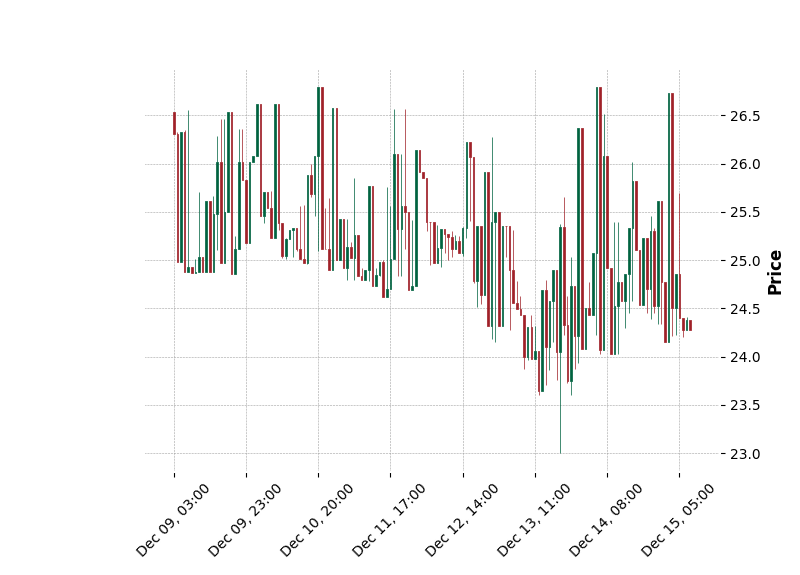 26.5
26.0
25.5
25.0
24.5
24.0
23.5
23.0
Price
Dec 09, 03:00
Dec 09, 23:00
Dec 10, 20:00
Dec 11, 17:00
Dec 12, 14:00
Dec 13, 11:00
Dec 14, 08:00
Dec 15, 05:00